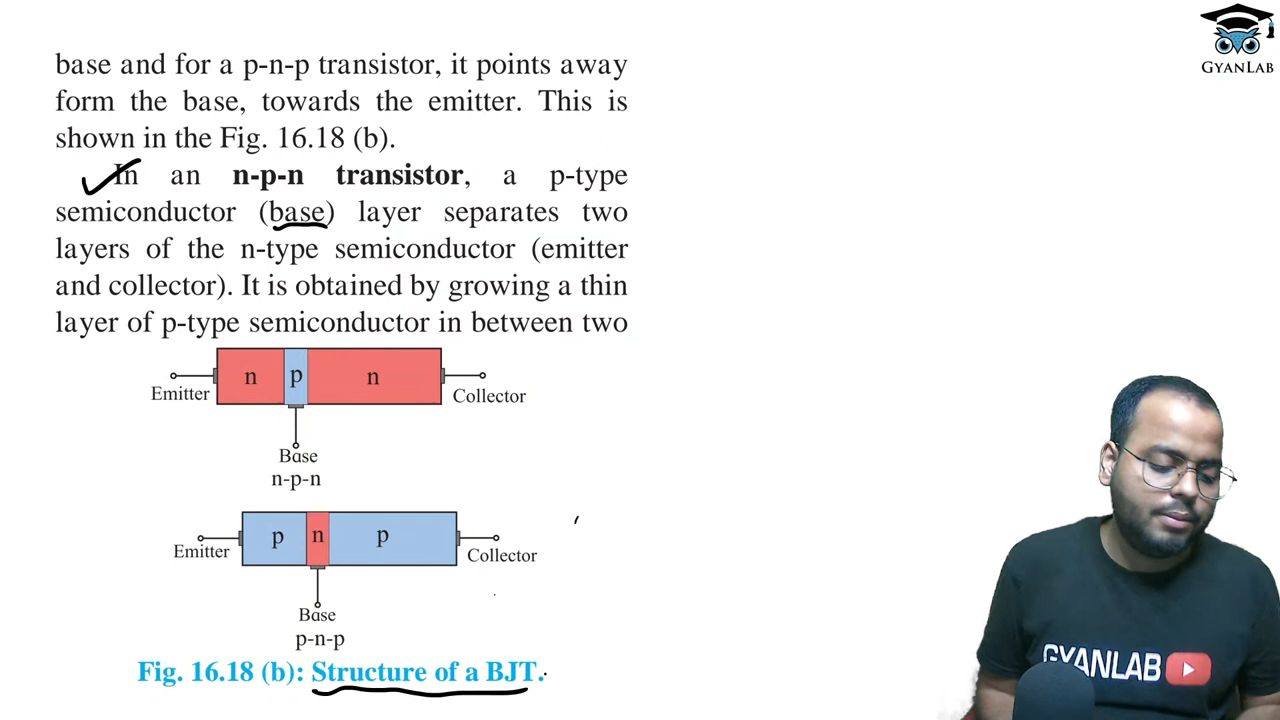 base and for a p-n-p transistor, it points away
form the base, towards the emitter. This is
shown in the Fig. 16.18 (b).
In an n-p-n transistor, a p-type
semiconductor (base) layer separates two
layers of the n-type semiconductor (emitter
and collector). It is obtained by growing a thin
layer of p-type semiconductor in between two
n p n
Emitter
Collector
Base
n-p-n
p n p
Emitter
Collector
Base
p-n-p
Fig. 16.18 (b): Structure of a BJT.
GYANLAB
GYANLAB